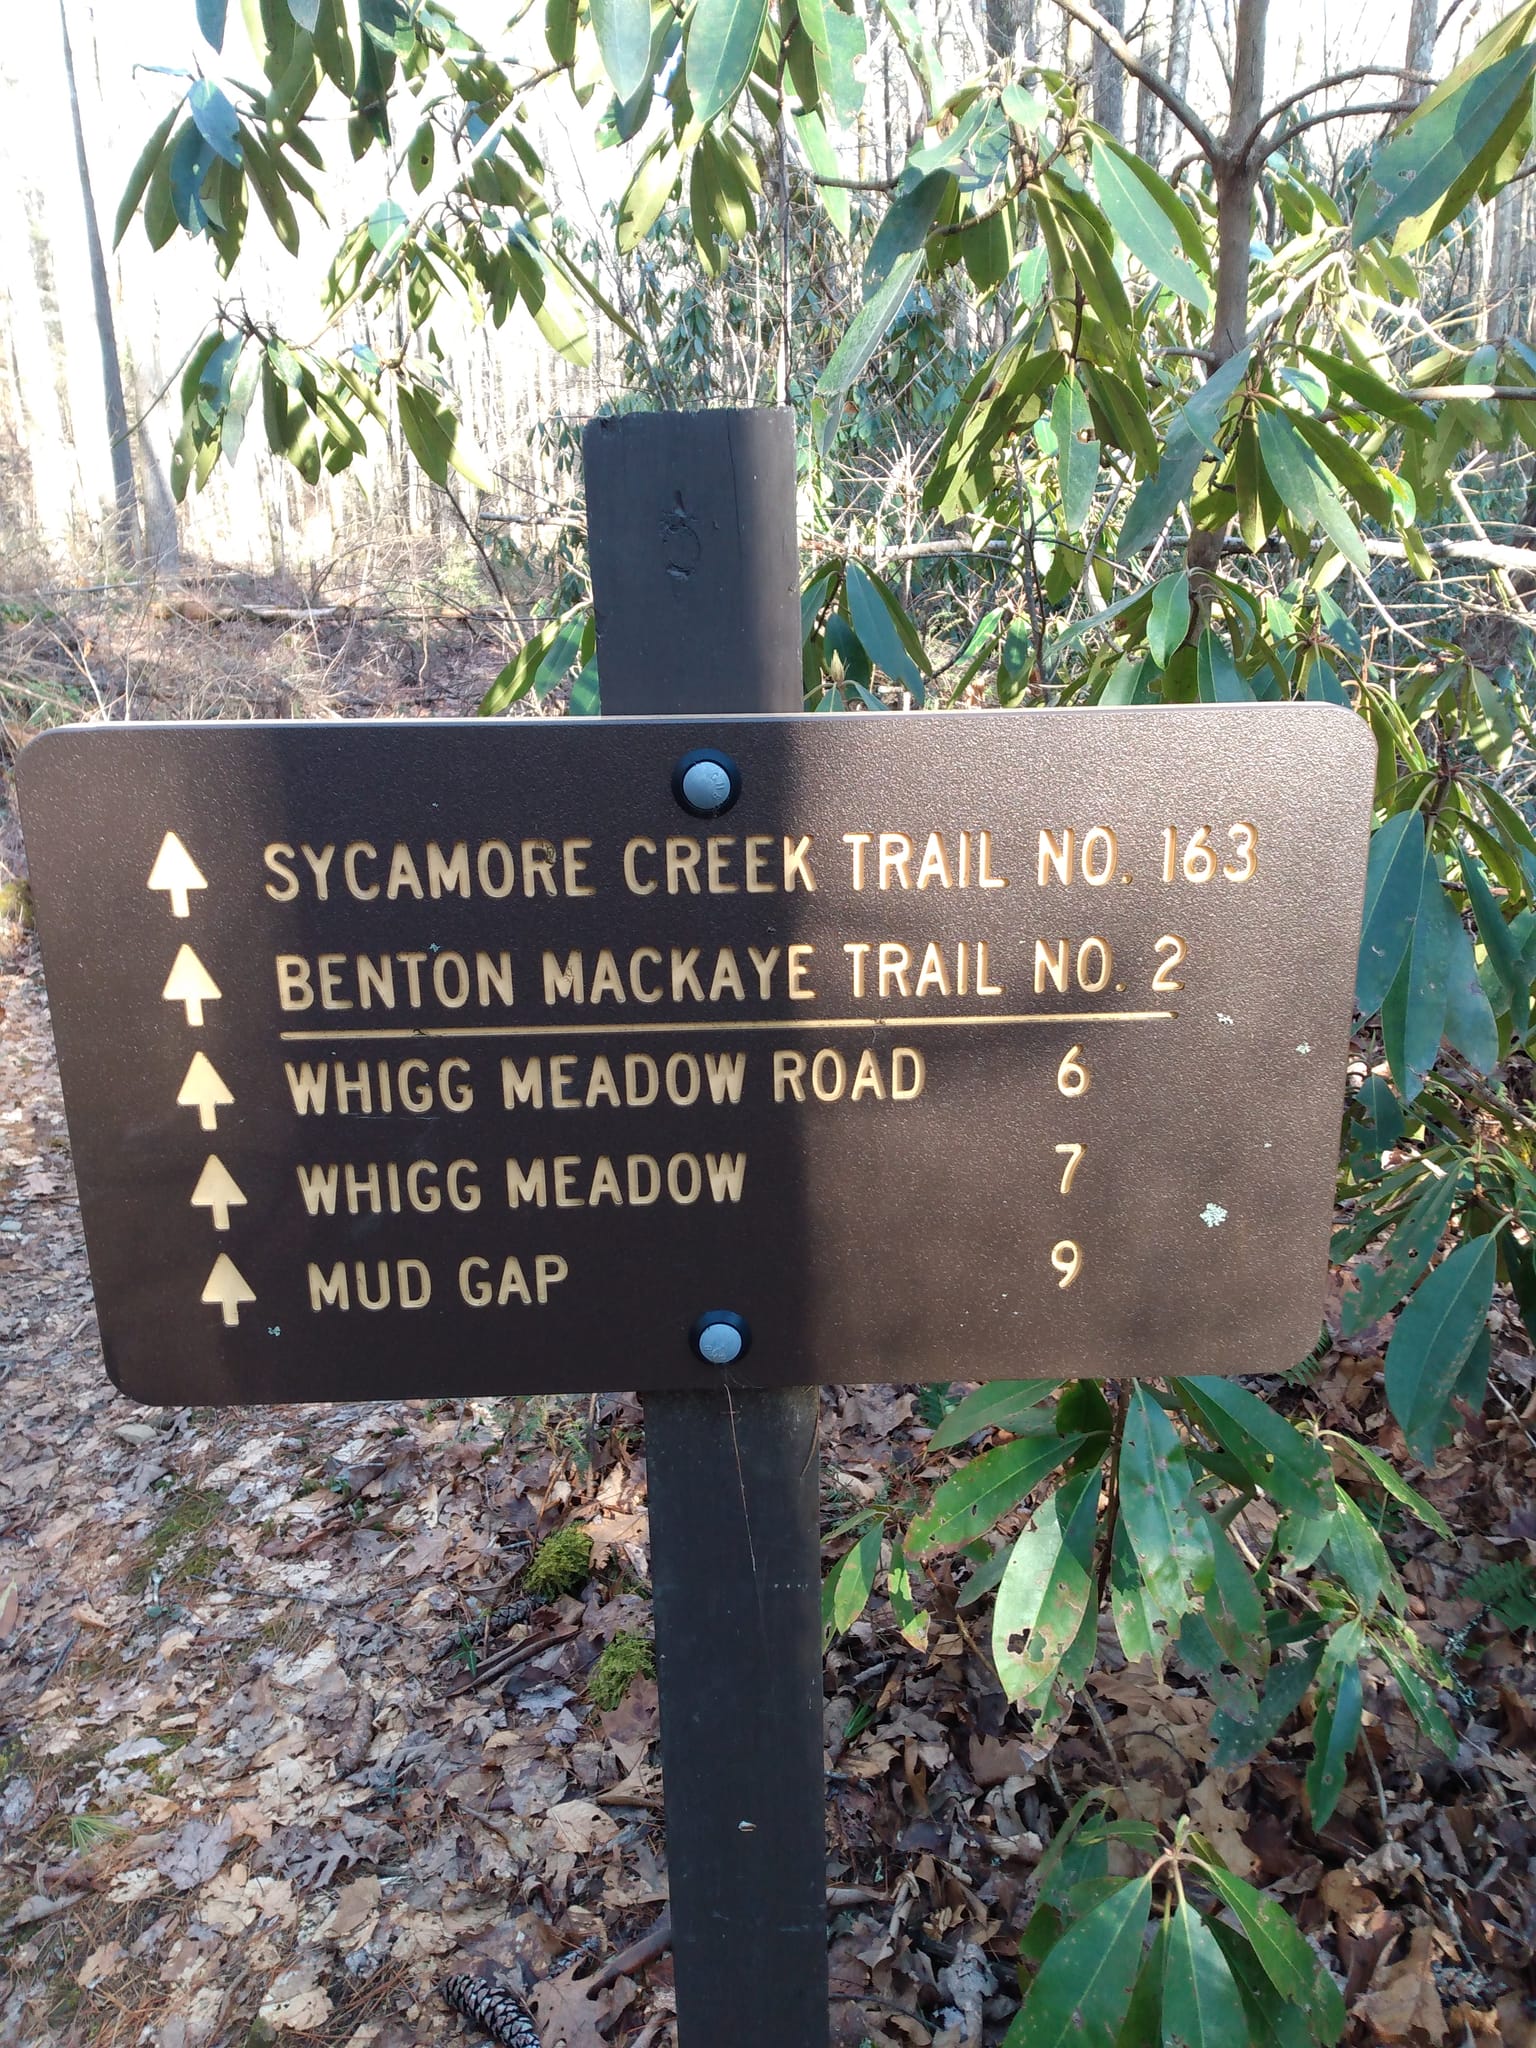 SYCAMORE CREEK TRAIL NO. 163
BENTON MACKAYE TRAIL NO. 2
WHIGG MEADOW ROAD 6
WHIGG MEADOW 7
MUD GAP 9